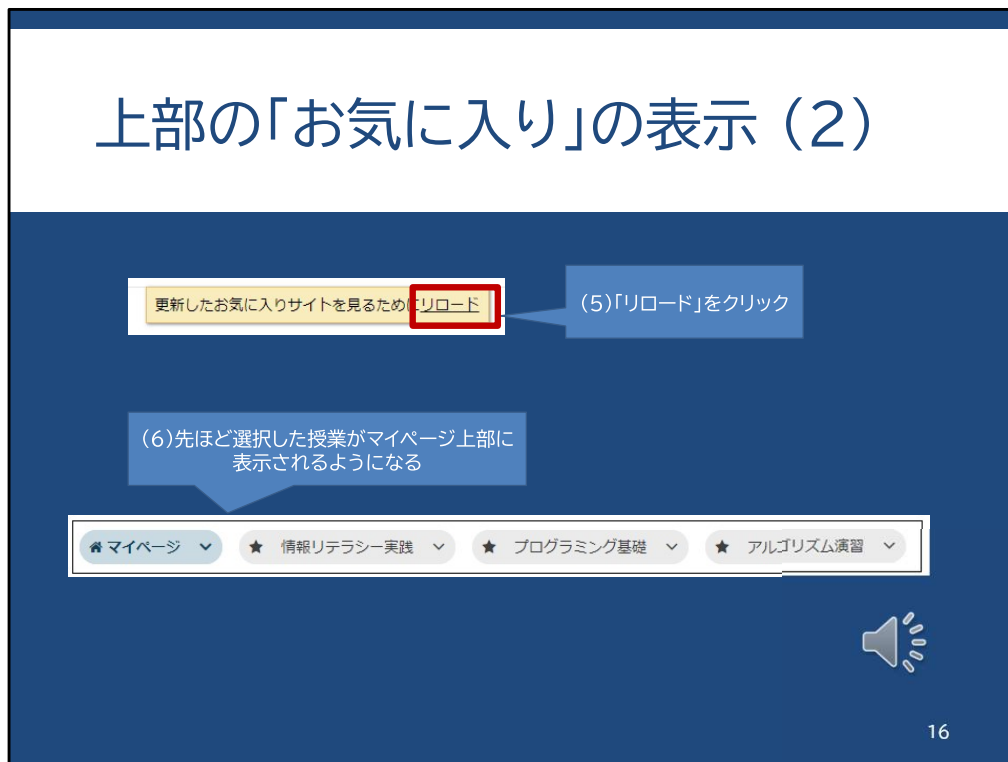 上部の「お気に入り」の表示（2）
更新したお気に入りサイトを見るためにリロード
（5）「リロード」をクリック
（6）先ほど選択した授業がマイページ上部に
表示されるようになる
マイページ ★ 情報リテラシー実践 ★ プログラミング基礎 ★ アルゴリズム演習
16